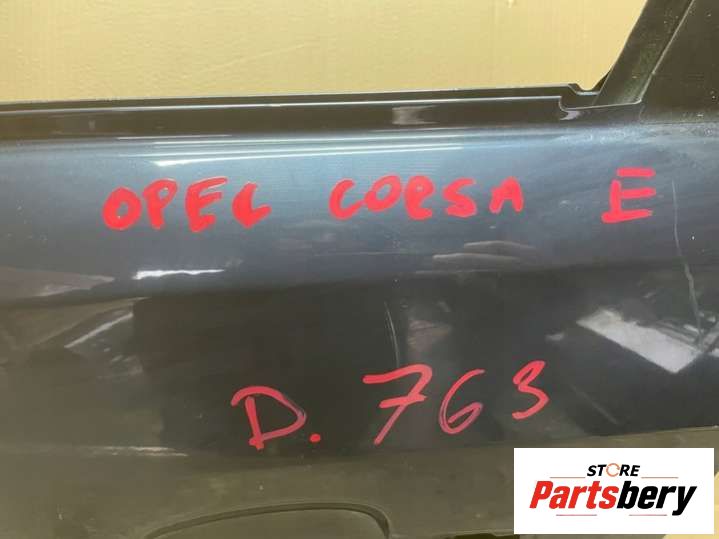 OPEL CORSA E
D. 763
STORE
Partsbery